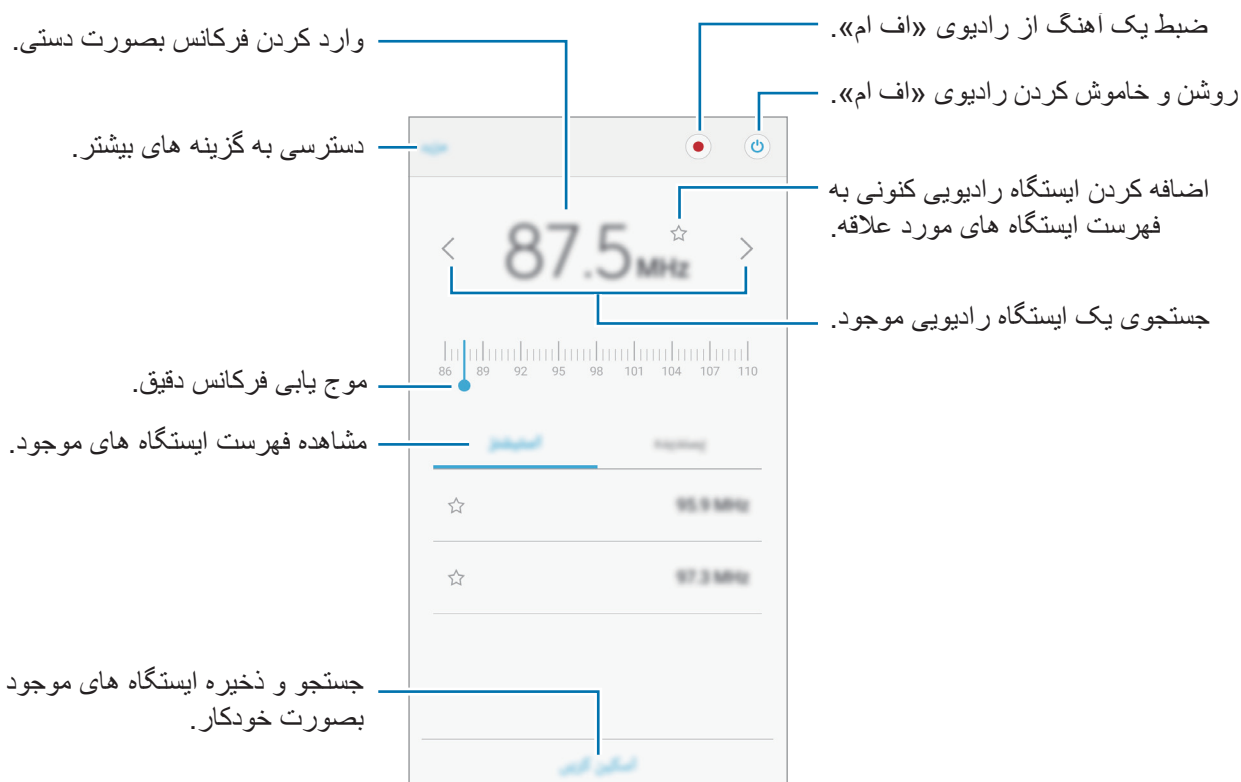 ضبط یک آهنگ از رادیوی «اف ام».
وارد کردن فرکانس بصورت دستی.
روشن و خاموش کردن رادیوی «اف ام».
دسترسی به گزینه های بیشتر.
اضافه کردن ایستگاه رادیویی کنونی به
فهرست ایستگاه های مورد علاقه.
87.5 MHz
جستجوی یک ایستگاه رادیویی موجود.
86 89 92 95 98 101 104 107 110
موج یابی فرکانس دقیق.
مشاهده فهرست ایستگاه های موجود.
95.9 MHz
97.3 MHz
جستجو و ذخیره ایستگاه های موجود
بصورت خودکار.